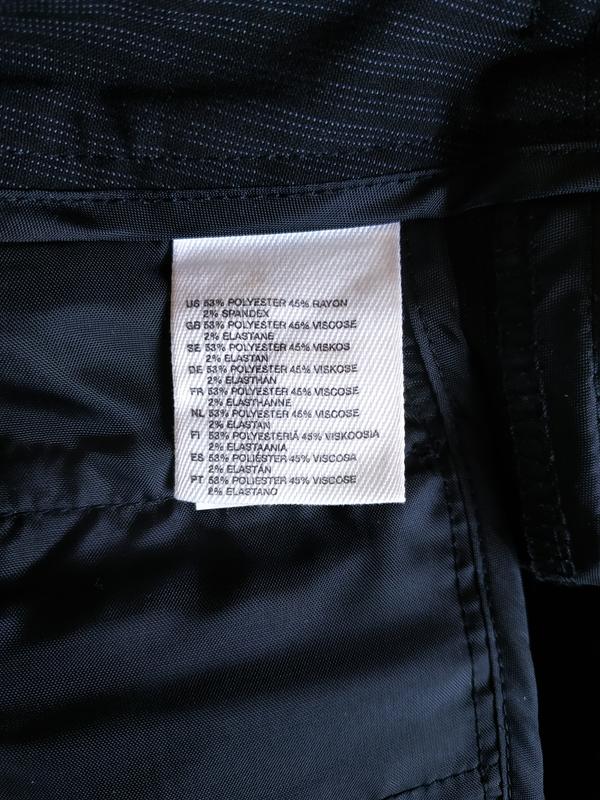 US 53% POLYESTER 45% RAYON
2% SPANDEX
GB 53% POLYESTER 45% VISCOSE
2% ELASTANE
SE 53% POLYESTER 45% VISKOS
2% ELASTAN
DE 53% POLYESTER 45% VISKOSE
2% ELASTHAN
FR 53% POLYESTER 45% VISCOSE
2% ELASTHANNE
NL 53% POLYESTER 45% VISCOSE
2% ELASTAN
FI 53% POLYESTERIÄ 45% VISKOOSIA
2% ELASTAANIA
ES 53% POLIÉSTER 45% VISCOSA
2% ELASTÁN
PT 53% POLIÉSTER 45% VISCOSE
2% ELASTANO